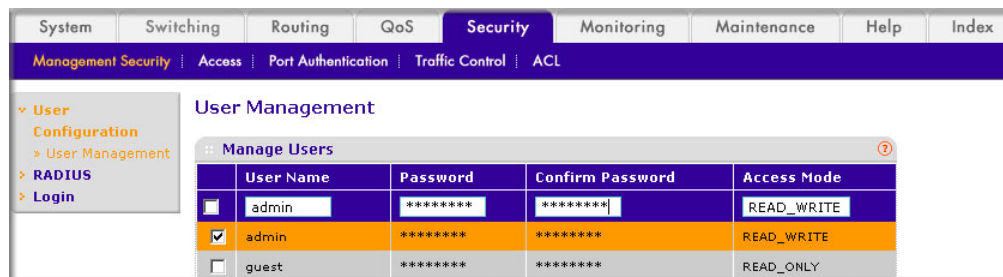 System Switching Routing QoS Security Monitoring Maintenance Help Index
Management Security Access Port Authentication Traffic Control ACL
User Configuration
» User Management
RADIUS
Login
User Management
Manage Users ?
User Name Password Confirm Password Access Mode
admin ******** ******** READ_WRITE
admin ******** ******** READ_WRITE
guest ******** ******** READ_ONLY